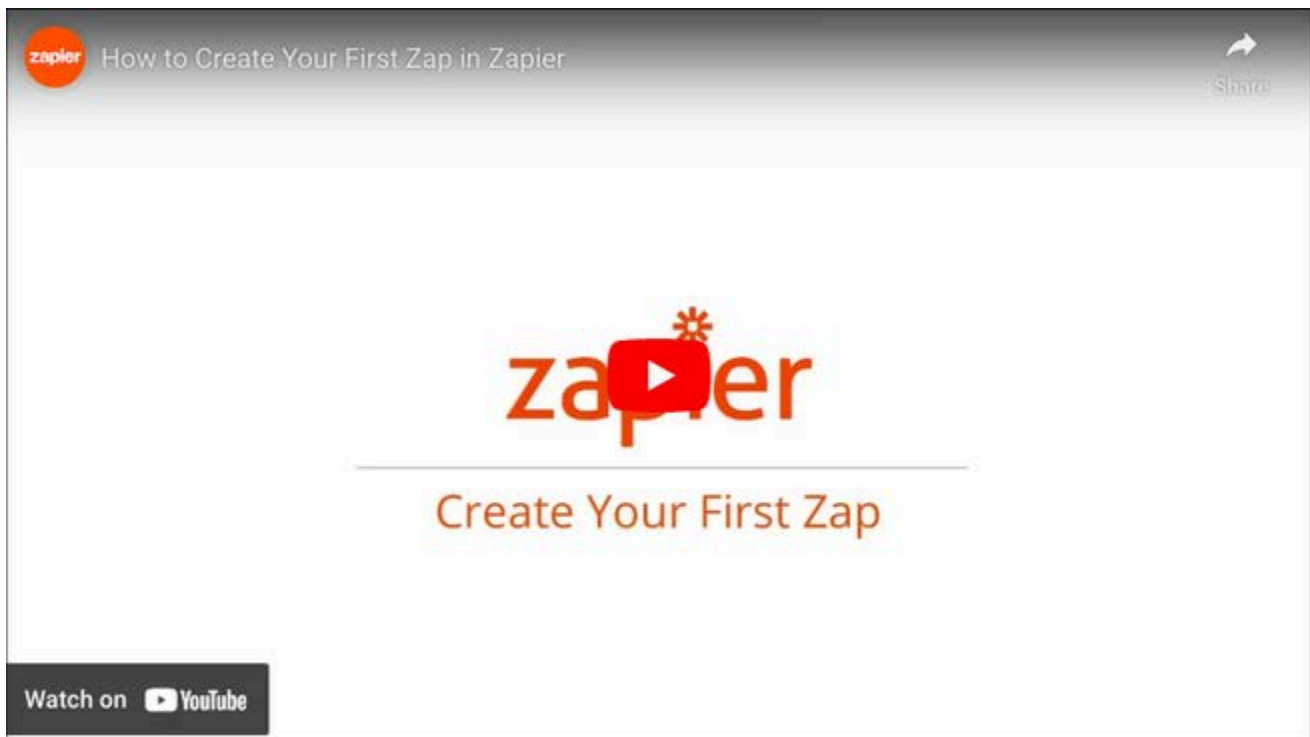 zapier How to Create Your First Zap in Zapier
Share
zapier
Create Your First Zap
Watch on YouTube